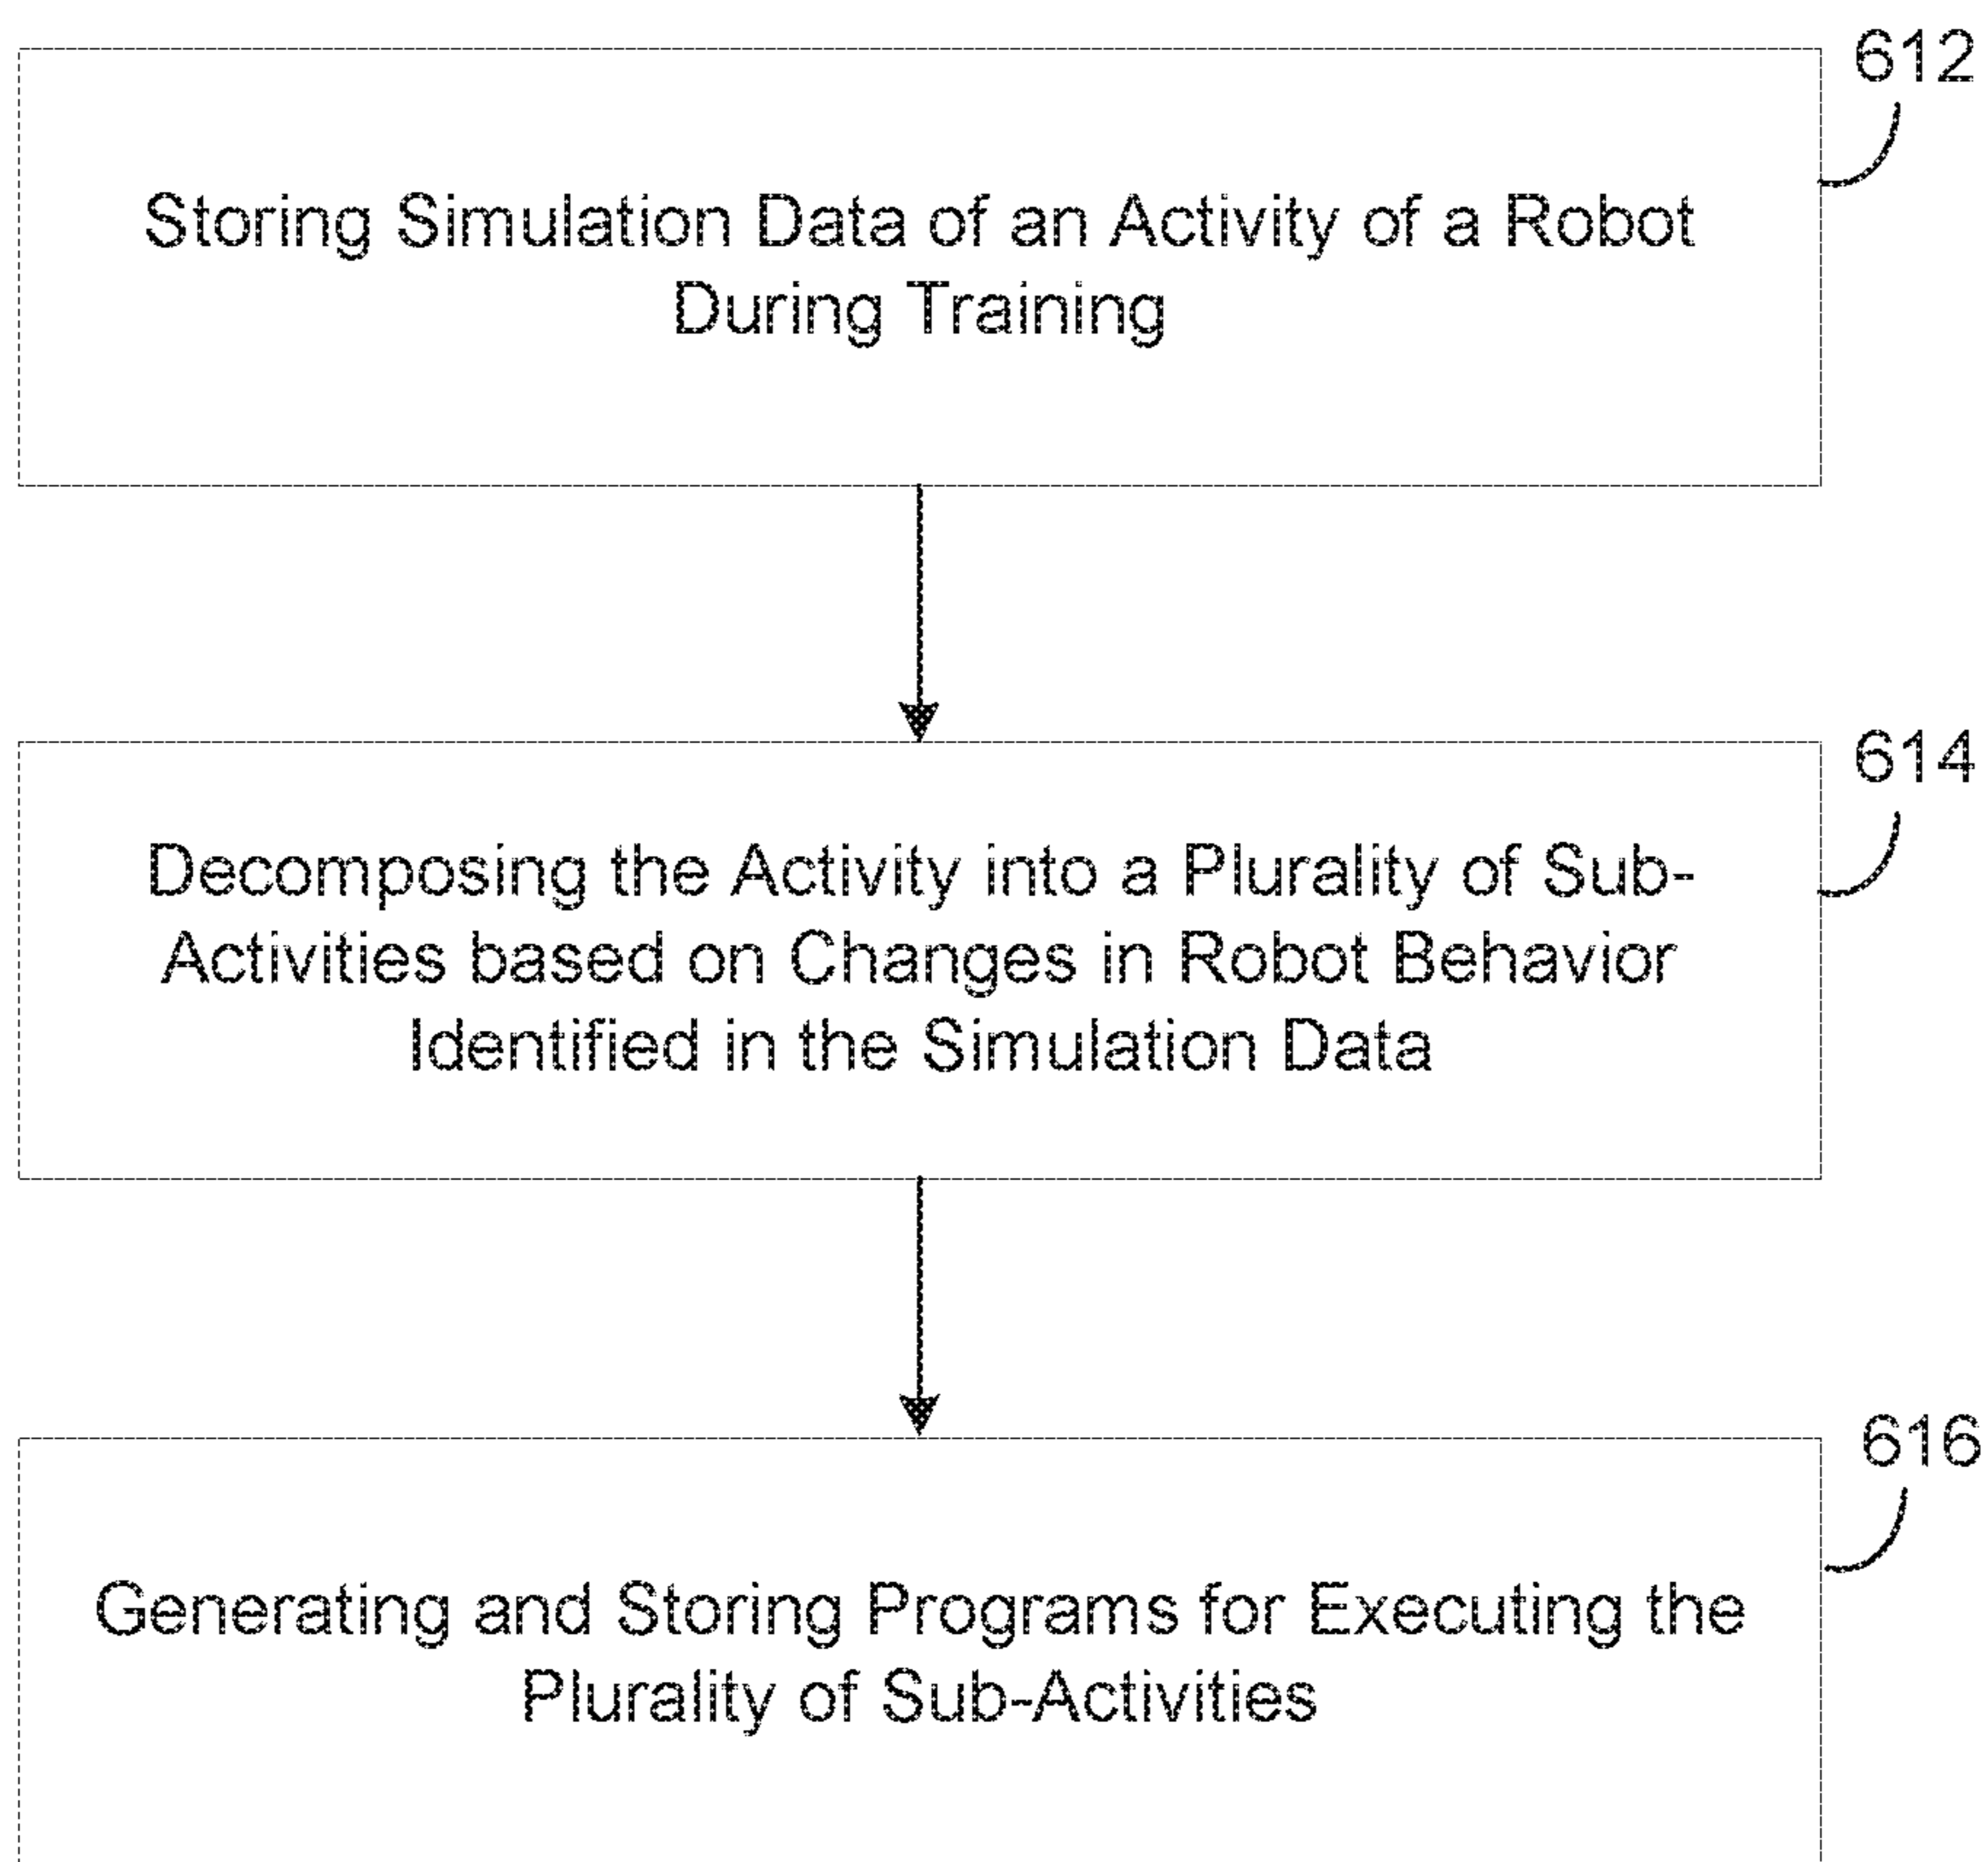 612
Storing Simulation Data of an Activity of a Robot
During Training
614
Decomposing the Activity into a Plurality of Sub-
Activities based on Changes in Robot Behavior
Identified in the Simulation Data
616
Generating and Storing Programs for Executing the
Plurality of Sub-Activities